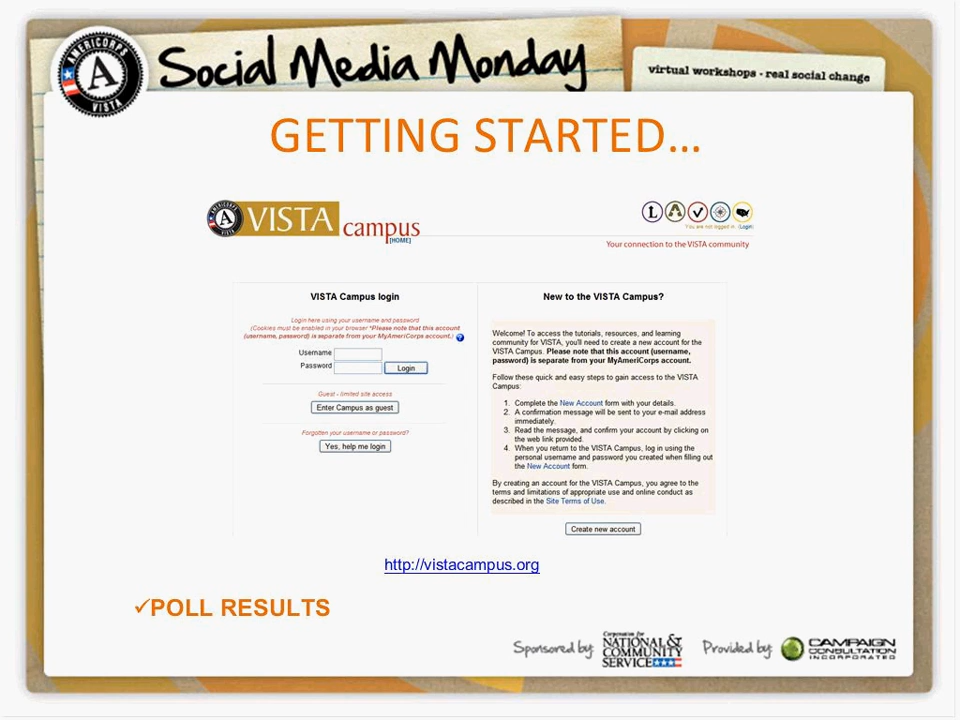 AMERICORPS
A
VISTA
Social Media Monday
virtual workshops - real social change
GETTING STARTED…
AMERICORPS
A
VISTA
VISTA campus
[HOME]
L A
You are not logged in. (Login)
Your connection to the VISTA community
VISTA Campus login
Login here using your username and password
(Cookies must be enabled in your browser *Please note that this account
(username, password) is separate from your MyAmeriCorps account.)
?
Username
Password
Login
Guest - limited site access
Enter Campus as guest
Forgotten your username or password?
Yes, help me login
New to the VISTA Campus?
Welcome! To access the tutorials, resources, and learning
community for VISTA, you'll need to create a new account for the
VISTA Campus. Please note that this account (username,
password) is separate from your MyAmeriCorps account.
Follow these quick and easy steps to gain access to the VISTA
Campus:
1. Complete the New Account form with your details.
2. A confirmation message will be sent to your e-mail address
immediately.
3. Read the message, and confirm your account by clicking on
the web link provided.
4. When you return to the VISTA Campus, log in using the
personal username and password you created when filling out
the New Account form.
By creating an account for the VISTA Campus, you agree to the
terms and limitations of appropriate use and online conduct as
described in the Site Terms of Use.
Create new account
http://vistacampus.org
✓POLL RESULTS
Sponsored by:
Corporation for
NATIONAL &
COMMUNITY
SERVICE
Provided by:
CAMPAIGN
CONSULTATION
INCORPORATED